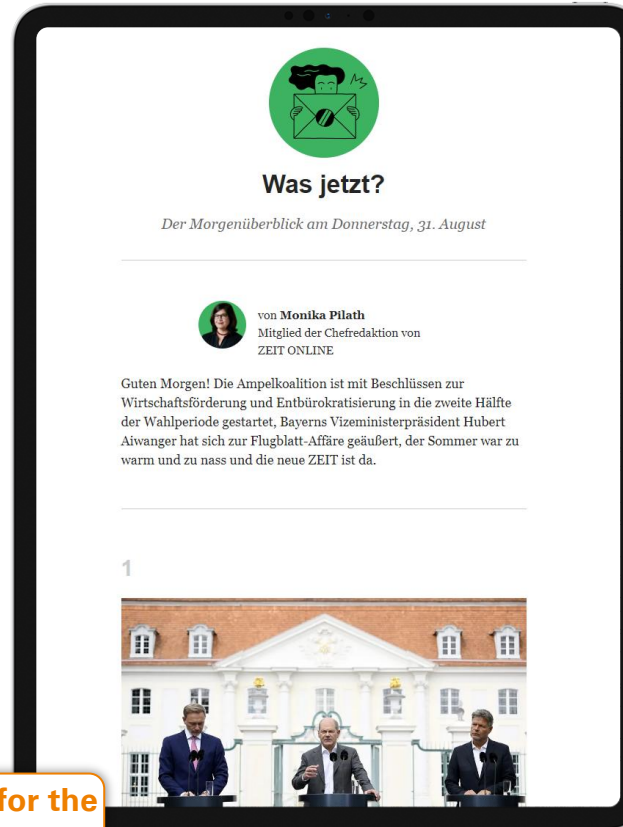 Was jetzt?
Der Morgenüberblick am Donnerstag, 31. August
von Monika Pilath
Mitglied der Chefredaktion von
ZEIT ONLINE
Guten Morgen! Die Ampelkoalition ist mit Beschlüssen zur
Wirtschaftsförderung und Entbürokratisierung in die zweite Hälfte
der Wahlperiode gestartet, Bayerns Vizeministerpräsident Hubert
Aiwanger hat sich zur Flugblatt-Affäre geäußert, der Sommer war zu
warm und zu nass und die neue ZEIT ist da.
1
for the